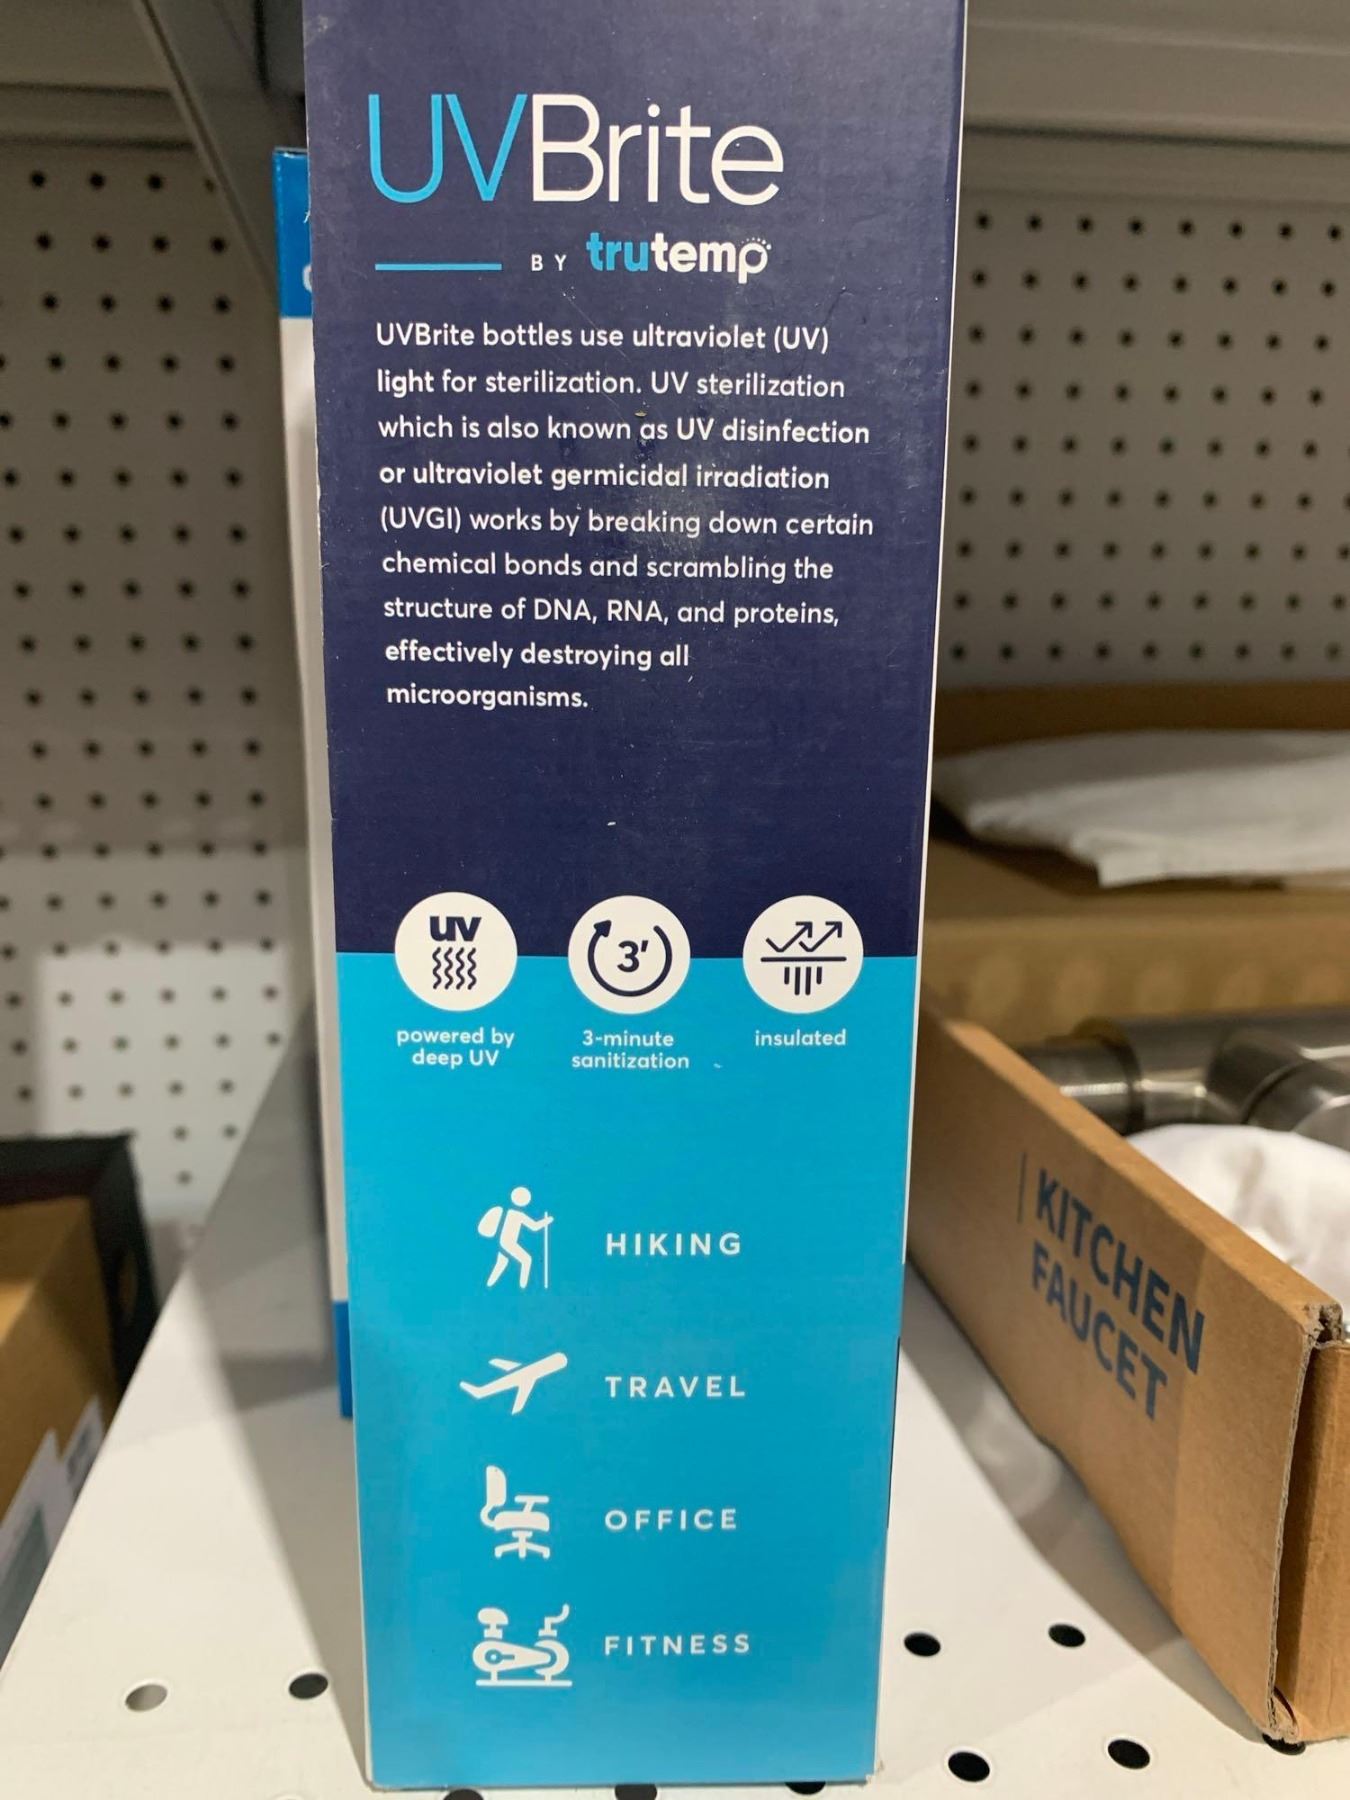 UVBrite
BY trutemp
UVBrite bottles use ultraviolet (UV)
light for sterilization. UV sterilization
which is also known as UV disinfection
or ultraviolet germicidal irradiation
(UVGI) works by breaking down certain
chemical bonds and scrambling the
structure of DNA, RNA, and proteins,
effectively destroying all
microorganisms.
UV
3'
powered by
deep UV
3-minute
sanitization
insulated
HIKING
TRAVEL
OFFICE
FITNESS
KITCHEN
FAUCET